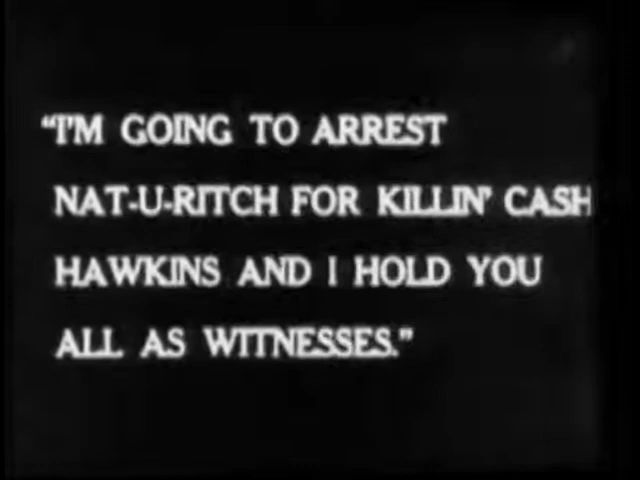 "I'M GOING TO ARREST
NAT-U-RITCH FOR KILLIN' CASH
HAWKINS AND I HOLD YOU
ALL AS WITNESSES."